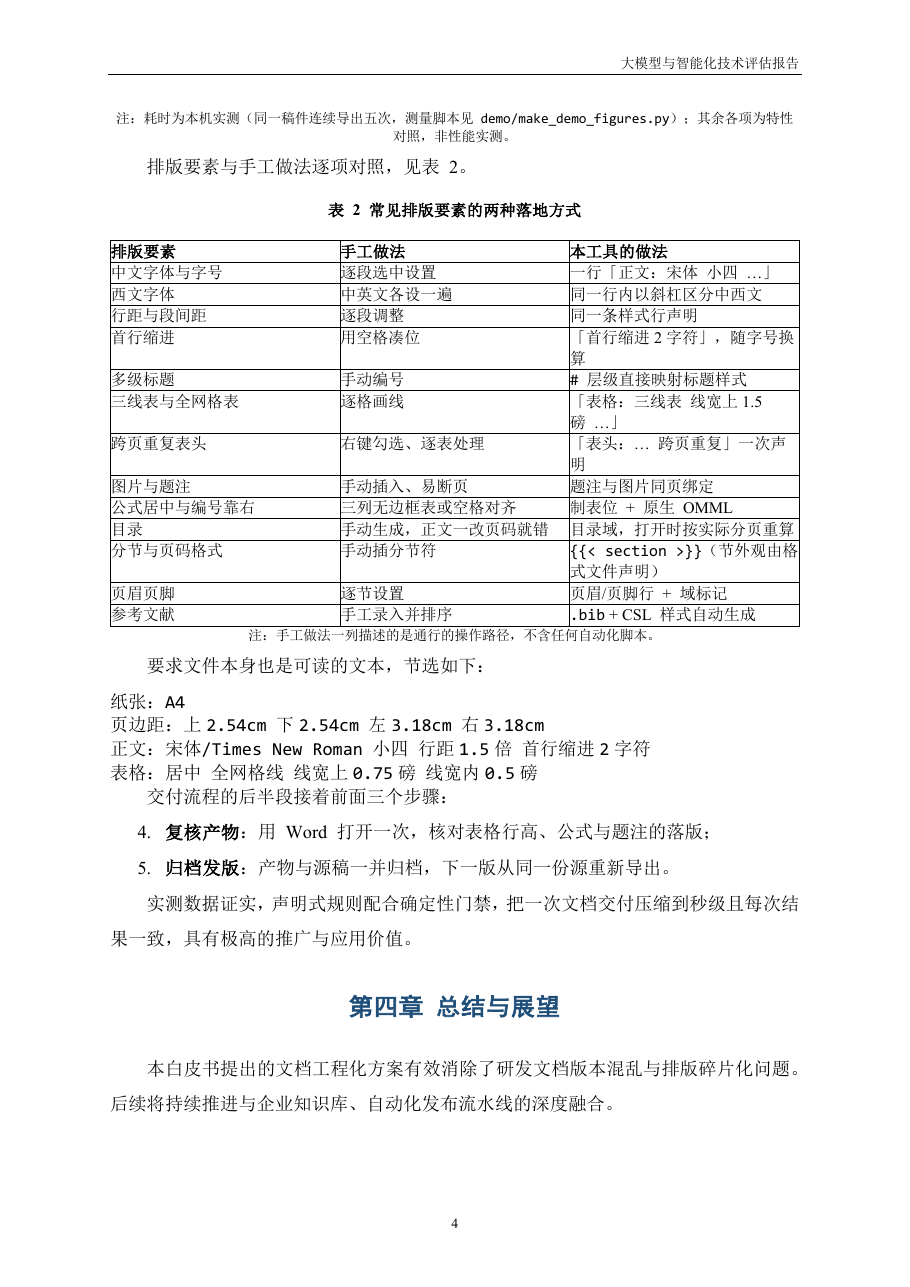 大模型与智能化技术评估报告
注：耗时为本机实测（同一稿件连续导出五次，测量脚本见 demo/make_demo_figures.py）；其余各项为特性
对照，非性能实测。
排版要素与手工做法逐项对照，见表 2。
表 2 常见排版要素的两种落地方式
排版要素 手工做法 本工具的做法
中文字体与字号 逐段选中设置 一行「正文：宋体 小四 …」
西文字体 中英文各设一遍 同一行内以斜杠区分中西文
行距与段间距 逐段调整 同一条样式行声明
首行缩进 用空格凑位 「首行缩进 2 字符」，随字号换
算
多级标题 手动编号 # 层级直接映射标题样式
三线表与全网格表 逐格画线 「表格：三线表 线宽上 1.5
磅 …」
跨页重复表头 右键勾选、逐表处理 「表头：… 跨页重复」一次声
明
图片与题注 手动插入、易断页 题注与图片同页绑定
公式居中与编号靠右 三列无边框表或空格对齐 制表位 + 原生 OMML
目录 手动生成，正文一改页码就错 目录域，打开时按实际分页重算
分节与页码格式 手动插分节符 {{< section >}}（节外观由格
式文件声明）
页眉页脚 逐节设置 页眉/页脚行 + 域标记
参考文献 手工录入并排序 .bib + CSL 样式自动生成
注：手工做法一列描述的是通行的操作路径，不含任何自动化脚本。
要求文件本身也是可读的文本，节选如下：
纸张：A4
页边距：上 2.54cm 下 2.54cm 左 3.18cm 右 3.18cm
正文：宋体/Times New Roman 小四 行距 1.5 倍 首行缩进 2 字符
表格：居中 全网格线 线宽上 0.75 磅 线宽内 0.5 磅
交付流程的后半段接着前面三个步骤：
4. 复核产物：用 Word 打开一次，核对表格行高、公式与题注的落版；
5. 归档发版：产物与源稿一并归档，下一版从同一份源重新导出。
实测数据证实，声明式规则配合确定性门禁，把一次文档交付压缩到秒级且每次结
果一致，具有极高的推广与应用价值。
第四章 总结与展望
本白皮书提出的文档工程化方案有效消除了研发文档版本混乱与排版碎片化问题。
后续将持续推进与企业知识库、自动化发布流水线的深度融合。
4